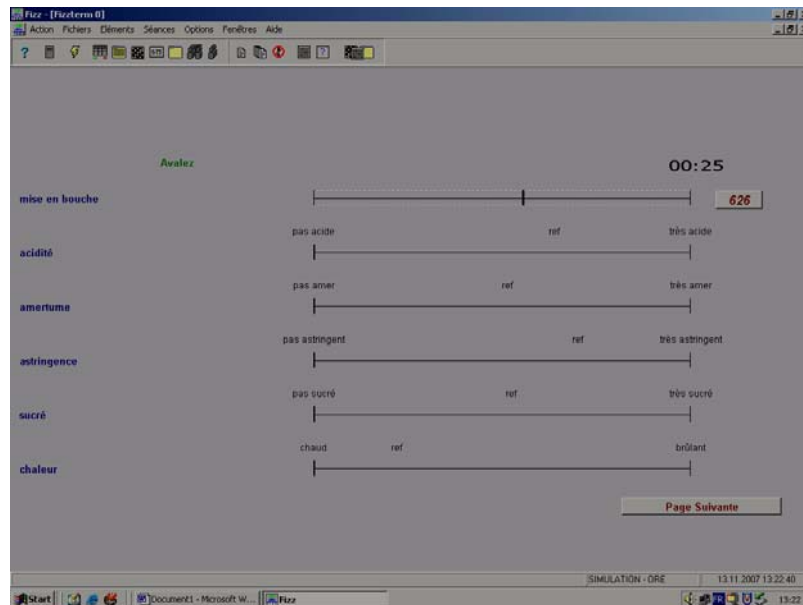 Fizz - [Fizzterm 0]
Action Fichiers Eléments Séances Options Fenêtres Aide
Avalez
00:25
mise en bouche
626
pas acide ref très acide
acidité
pas amer ref très amer
amertume
pas astringent ref très astringent
astringence
pas sucré ref très sucré
sucré
chaud ref brûlant
chaleur
Page Suivante
SIMULATION - ORE 13.11.2007 13:22:40
Start Document1 - Microsoft W... Fizz FR 13:22